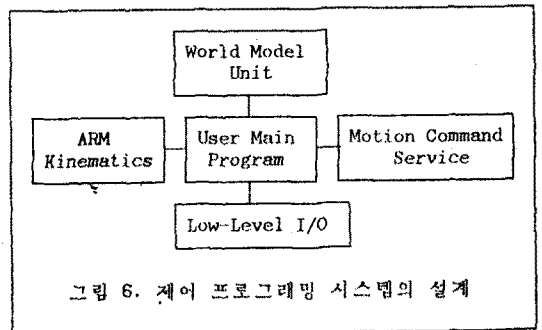 World Model
Unit
ARM
Kinematics
User Main
Program
Motion Command
Service
Low-Level I/O
그림 6. 제어 프로그래밍 시스템의 설계